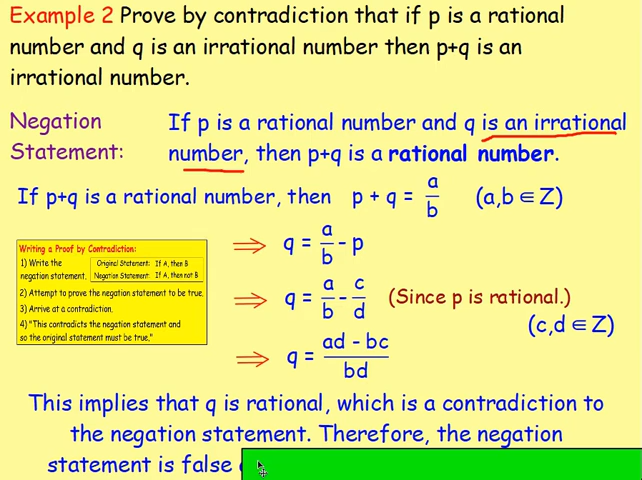 Example 2 Prove by contradiction that if p is a rational
number and q is an irrational number then p+q is an
irrational number.
Negation
Statement:
If p is a rational number and q is an irrational
number, then p+q is a rational number.
If p+q is a rational number, then p + q = a/b (a,b ∈ Z)
⇒ q = a/b - p
⇒ q = a/b - c/d (Since p is rational.)
(c,d ∈ Z)
⇒ q = ad - bc/bd
Writing a Proof by Contradiction:
1) Write the
negation statement.
Original Statement: If A, then B
Negation Statement: If A, then not B
2) Attempt to prove the negation statement to be true.
3) Arrive at a contradiction.
4) "This contradicts the negation statement and
so the original statement must be true."
This implies that q is rational, which is a contradiction to
the negation statement. Therefore, the negation
statement is false